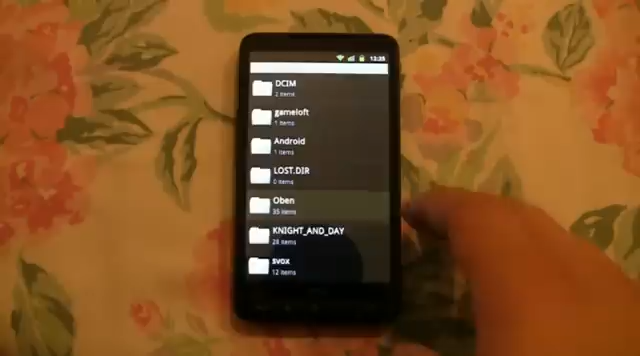 12:35
DCIM
2 items
gameloft
1 items
Android
1 items
LOST.DIR
0 items
Oben
35 items
KNIGHT_AND_DAY
28 items
svox
12 items